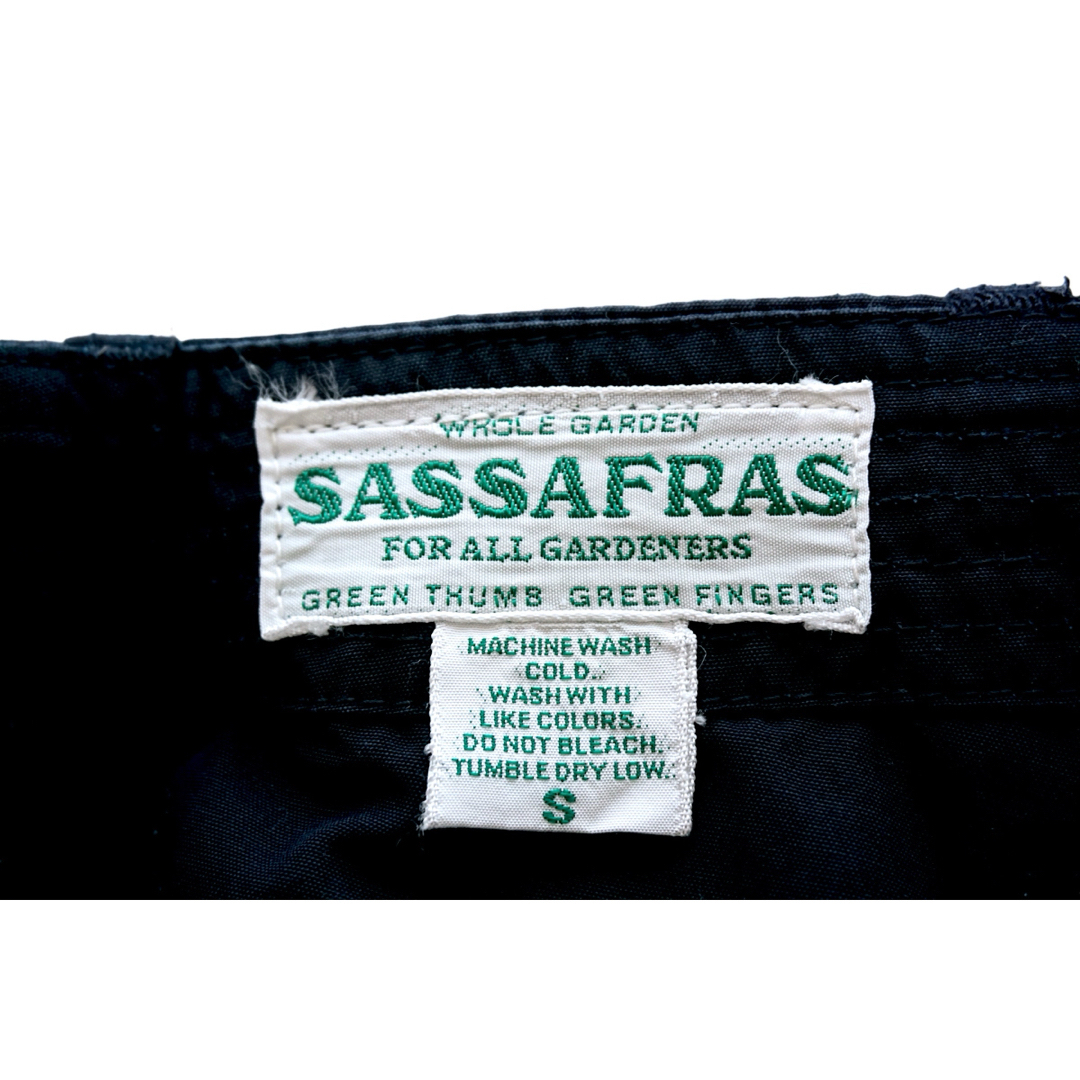 WHOLE GARDEN
SASSAFRAS
FOR ALL GARDENERS
GREEN THUMB GREEN FINGERS
MACHINE WASH
COLD.
WASH WITH
LIKE COLORS.
DO NOT BLEACH.
TUMBLE DRY LOW.
S